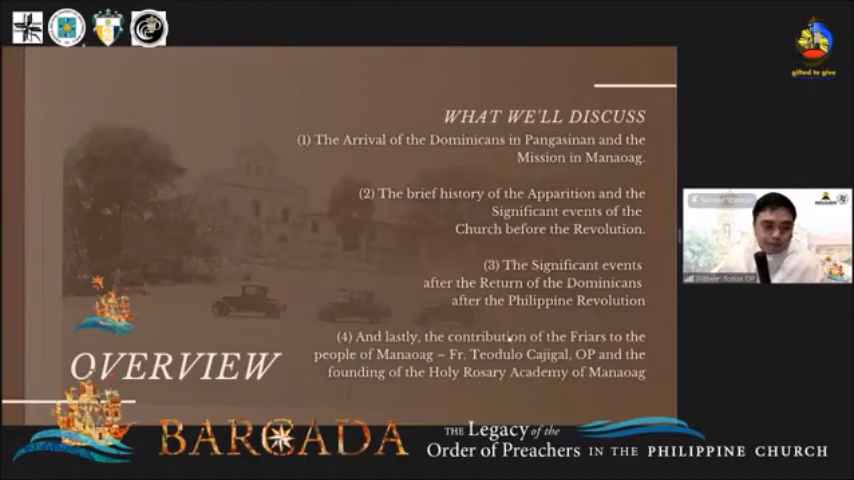 gifted to give
WHAT WE'LL DISCUSS
(1) The Arrival of the Dominicans in Pangasinan and the
Mission in Manaoag.
(2) The brief history of the Apparition and the
Significant events of the
Church before the Revolution.
(3) The Significant events
after the Return of the Dominicans
after the Philippine Revolution
(4) And lastly, the contribution of the Friars to the
people of Manaoag – Fr. Teodulo Cajigal, OP and the
founding of the Holy Rosary Academy of Manaoag
OVERVIEW
BARCADA
THE Legacy of the
Order of Preachers IN THE PHILIPPINE CHURCH